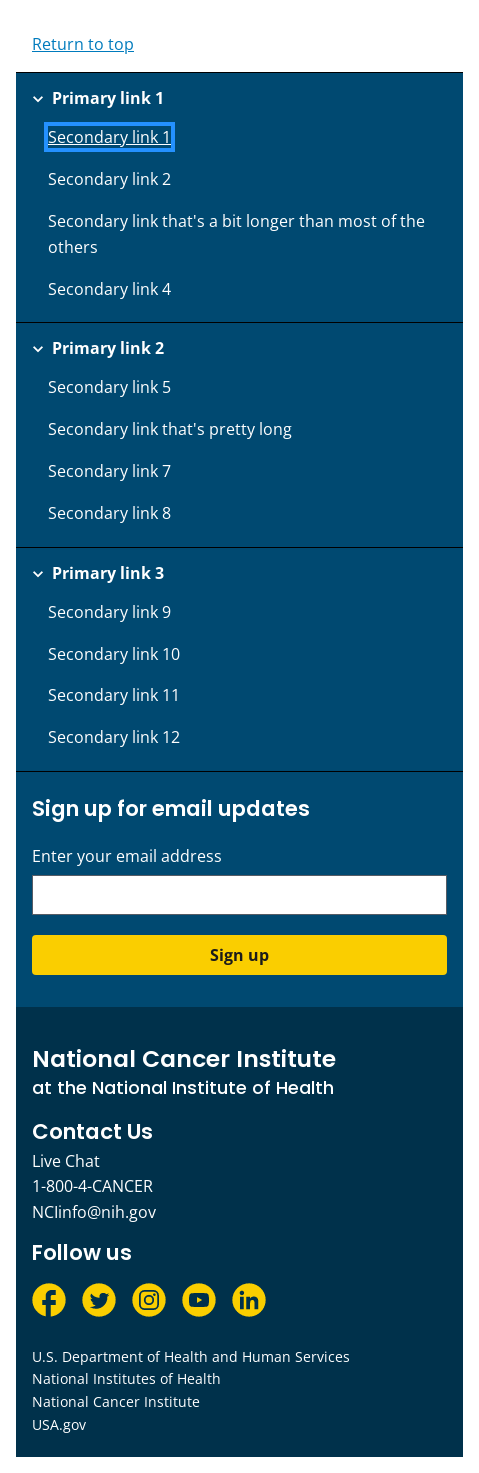 Return to top
Primary link 1
Secondary link 1
Secondary link 2
Secondary link that's a bit longer than most of the
others
Secondary link 4
Primary link 2
Secondary link 5
Secondary link that's pretty long
Secondary link 7
Secondary link 8
Primary link 3
Secondary link 9
Secondary link 10
Secondary link 11
Secondary link 12
Sign up for email updates
Enter your email address
Sign up
National Cancer Institute
at the National Institute of Health
Contact Us
Live Chat
1-800-4-CANCER
NCIinfo@nih.gov
Follow us
U.S. Department of Health and Human Services
National Institutes of Health
National Cancer Institute
USA.gov